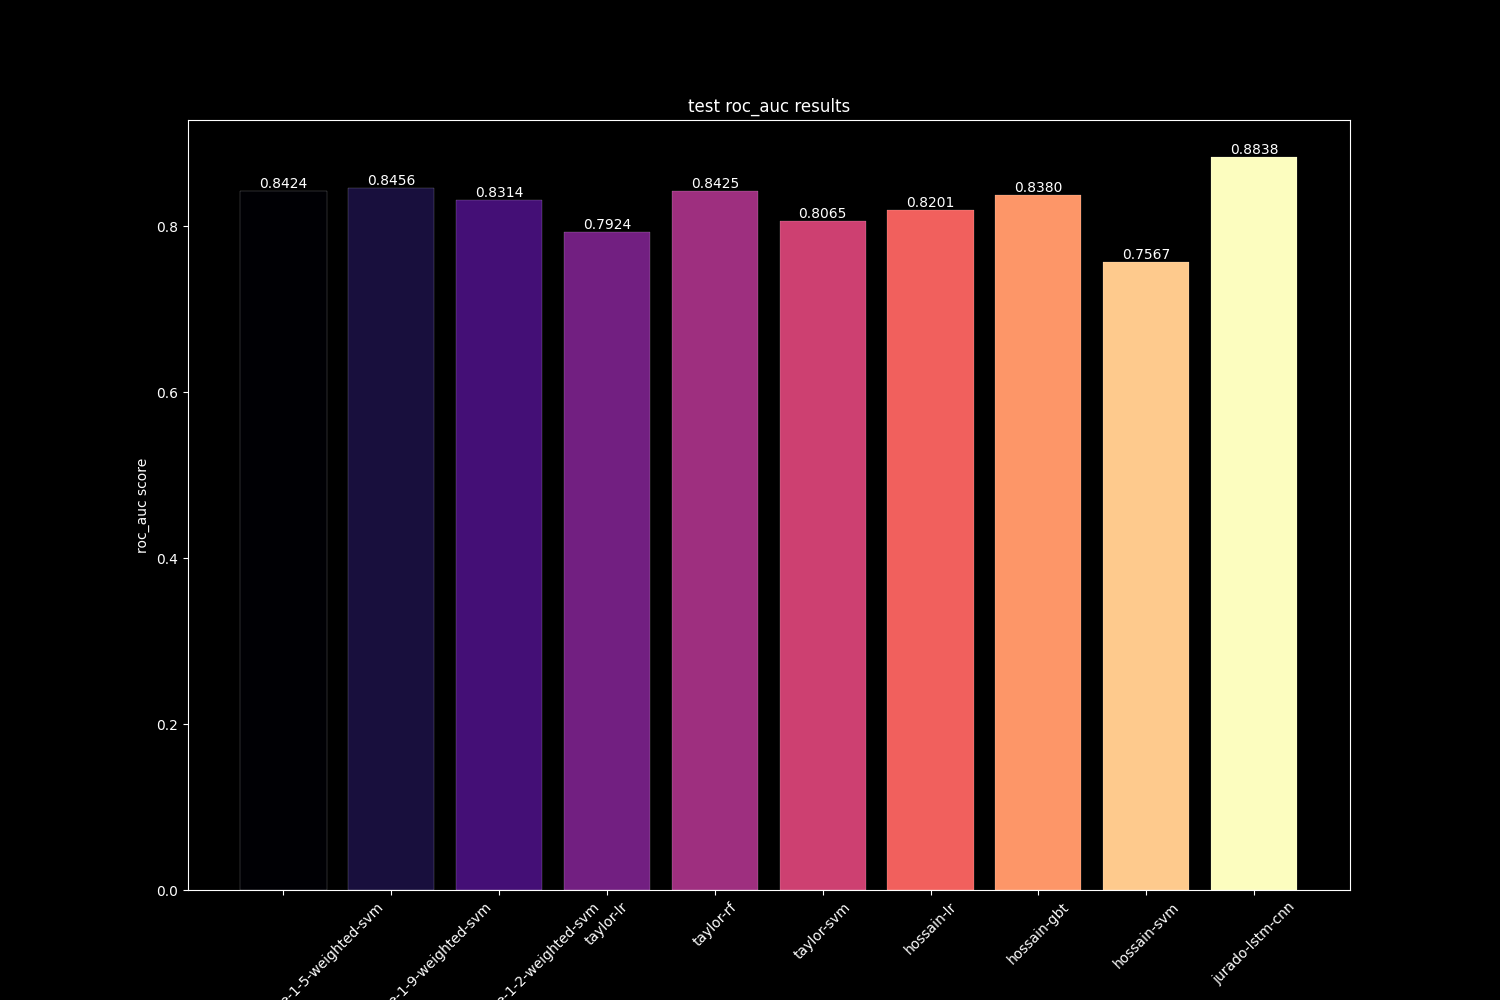 test roc_auc results
0.8424
0.8456
0.8314
0.7924
0.8425
0.8065
0.8201
0.8380
0.7567
0.8838
roc_auc score
0.8
0.6
0.4
0.2
0.0
-1-5-weighted-svm
-1-9-weighted-svm
-1-2-weighted-svm
taylor-lr
taylor-rf
taylor-svm
hossain-lr
hossain-gbt
hossain-svm
jurado-lstm-cnn